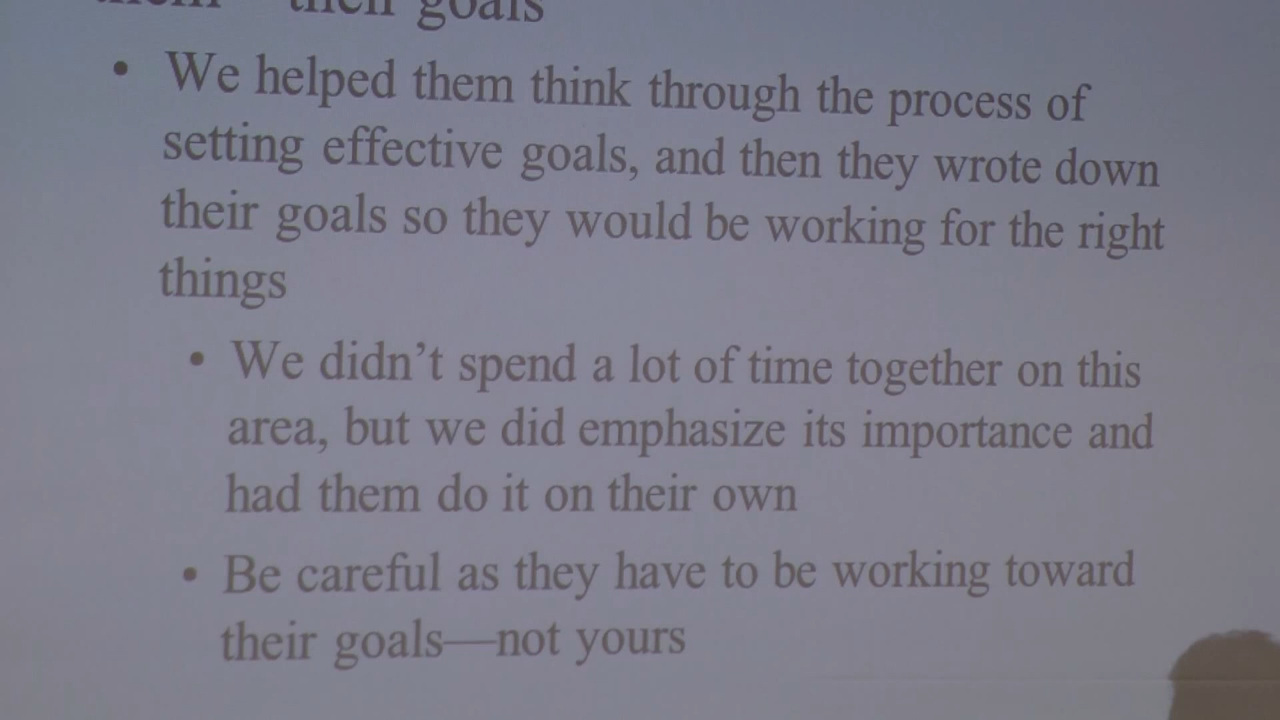 them—their goals
• We helped them think through the process of
setting effective goals, and then they wrote down
their goals so they would be working for the right
things
• We didn’t spend a lot of time together on this
area, but we did emphasize its importance and
had them do it on their own
• Be careful as they have to be working toward
their goals—not yours